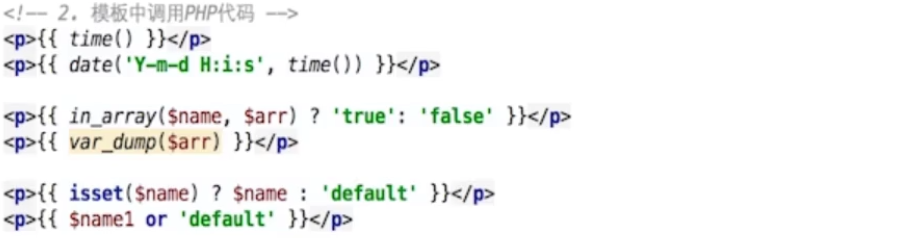 <!-- 2. 模板中调用PHP代码 -->
<p>{{ time() }}</p>
<p>{{ date('Y-m-d H:i:s', time()) }}</p>
<p>{{ in_array($name, $arr) ? 'true': 'false' }}</p>
<p>{{ var_dump($arr) }}</p>
<p>{{ isset($name) ? $name : 'default' }}</p>
<p>{{ $name1 or 'default' }}</p>